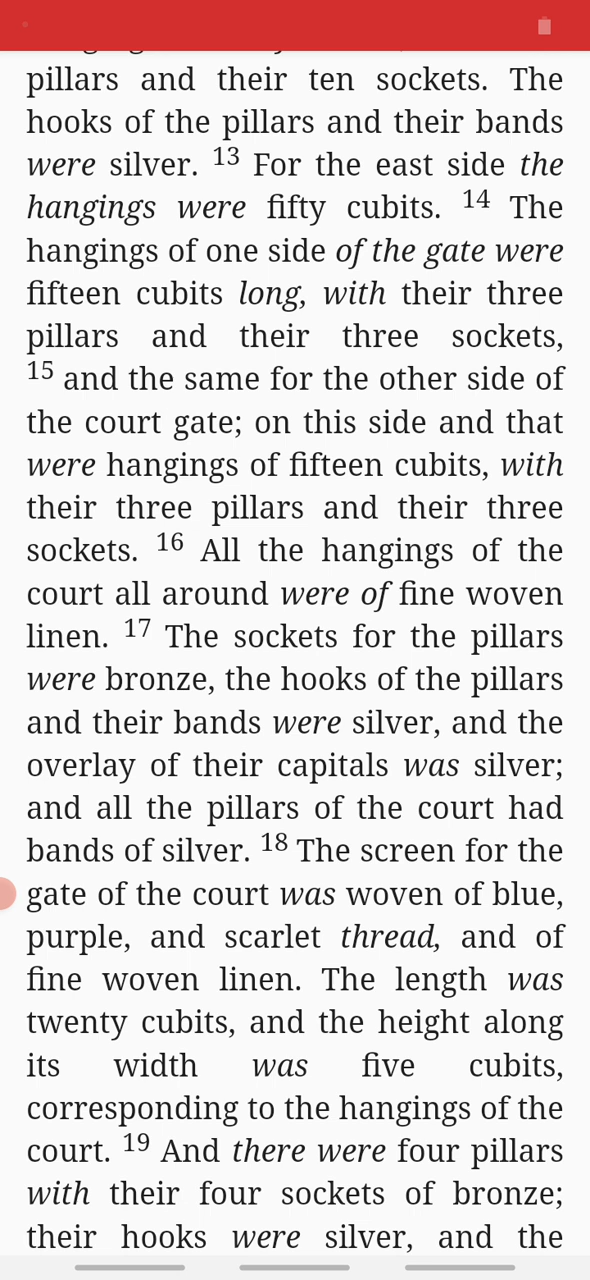 pillars and their ten sockets. The
hooks of the pillars and their bands
were silver. 13 For the east side the
hangings were fifty cubits. 14 The
hangings of one side of the gate were
fifteen cubits long, with their three
pillars and their three sockets,
15 and the same for the other side of
the court gate; on this side and that
were hangings of fifteen cubits, with
their three pillars and their three
sockets. 16 All the hangings of the
court all around were of fine woven
linen. 17 The sockets for the pillars
were bronze, the hooks of the pillars
and their bands were silver, and the
overlay of their capitals was silver;
and all the pillars of the court had
bands of silver. 18 The screen for the
gate of the court was woven of blue,
purple, and scarlet thread, and of
fine woven linen. The length was
twenty cubits, and the height along
its width was five cubits,
corresponding to the hangings of the
court. 19 And there were four pillars
with their four sockets of bronze;
their hooks were silver, and the